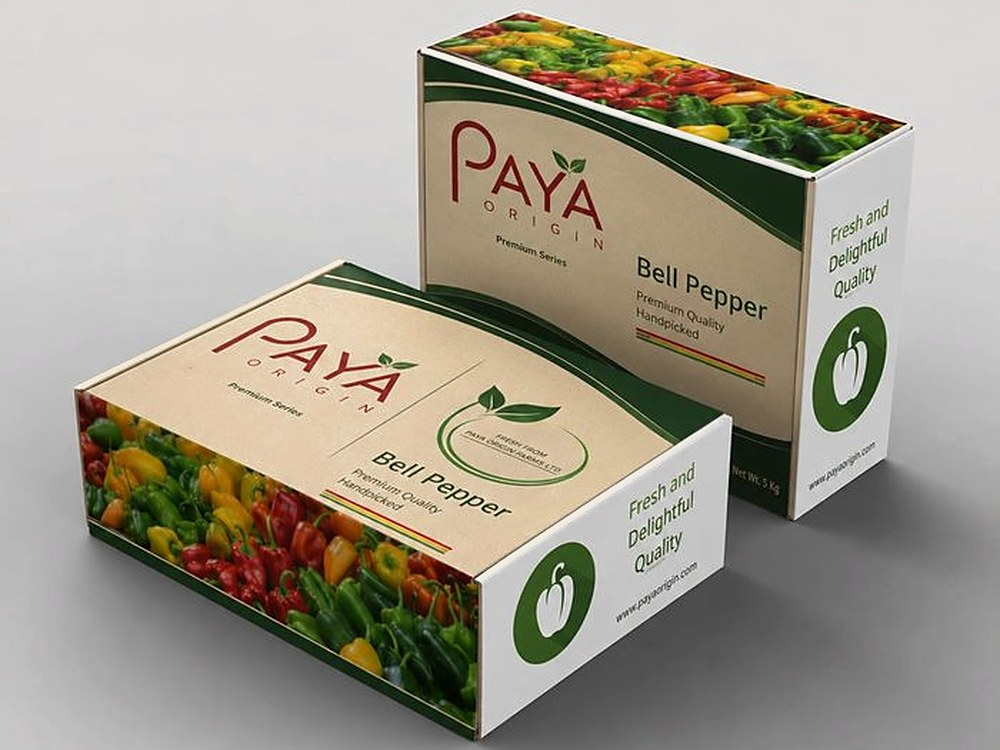 PAYA
ORIGIN
Premium Series
Bell Pepper
Premium Quality
Handpicked
Net Wt. 5 Kg
Fresh and
Delightful
Quality
www.payaorigin.com
PAYA
ORIGIN
Premium Series
FRESH FROM
PAYA ORIGIN FARMS LTD
Bell Pepper
Premium Quality
Handpicked
Fresh and
Delightful
Quality
www.payaorigin.com